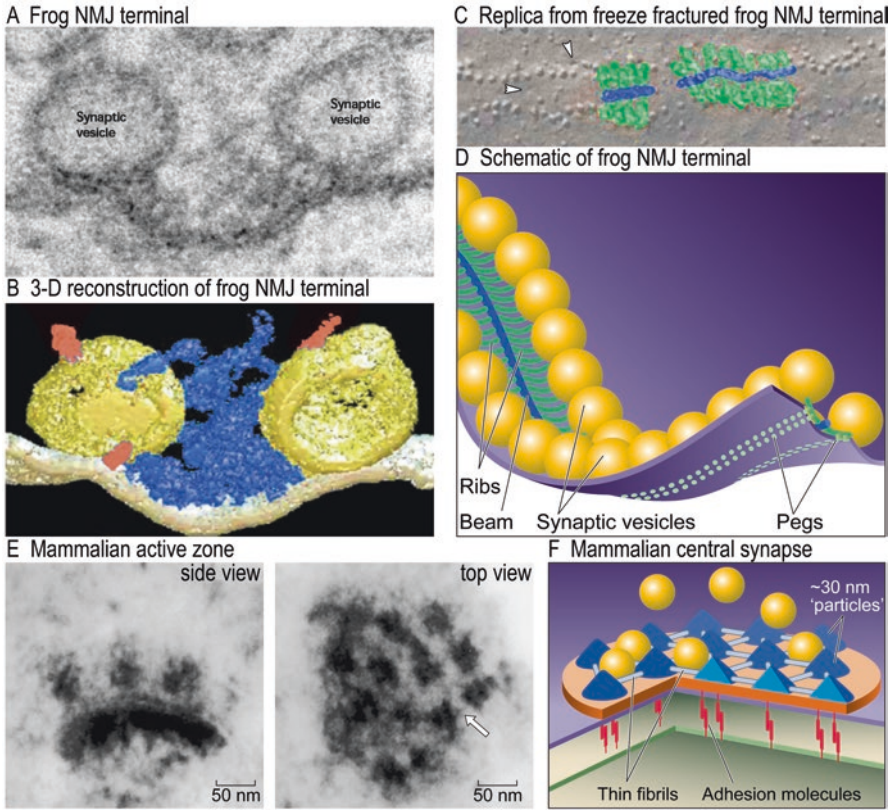 A Frog NMJ terminal
Synaptic
vesicle
Synaptic
vesicle
B 3-D reconstruction of frog NMJ terminal
C Replica from freeze fractured frog NMJ terminal
D Schematic of frog NMJ terminal
Ribs
Beam
Synaptic vesicles
Pegs
E Mammalian active zone
side view
50 nm
top view
50 nm
F Mammalian central synapse
~30 nm
'particles'
Thin fibrils
Adhesion molecules